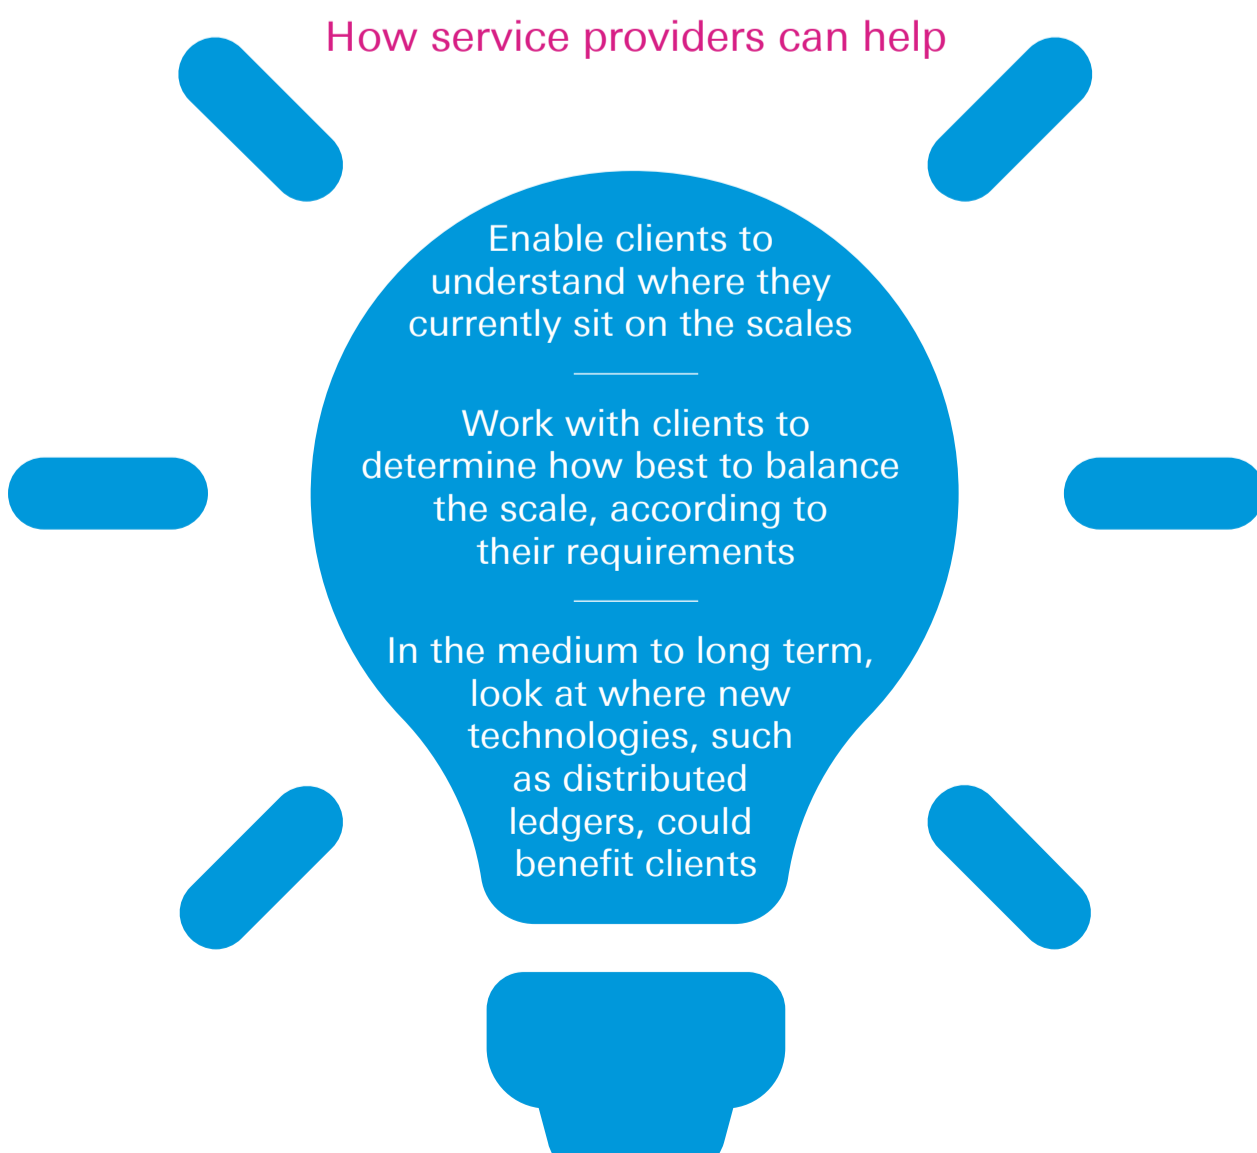 How service providers can help
Enable clients to
understand where they
currently sit on the scales
Work with clients to
determine how best to balance
the scale, according to
their requirements
In the medium to long term,
look at where new
technologies, such
as distributed
ledgers, could
benefit clients